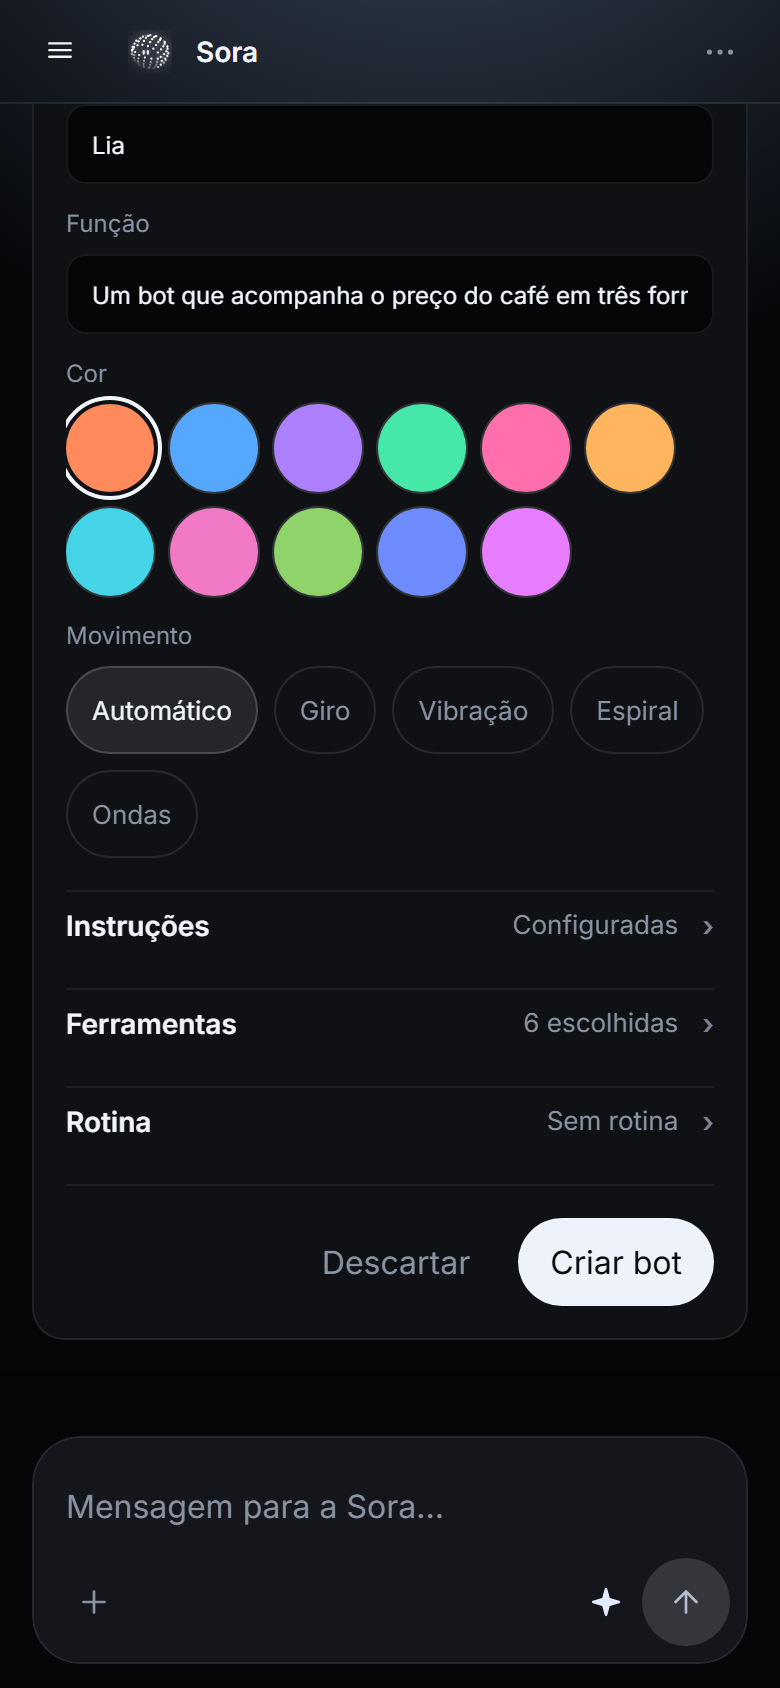 Sora
Lia
Função
Um bot que acompanha o preço do café em três
Cor
Movimento
Automático
Giro
Vibração
Espiral
Ondas
Instruções
Configuradas
Ferramentas
6 escolhidas
Rotina
Sem rotina
Descartar
Criar bot
Mensagem para a Sora...